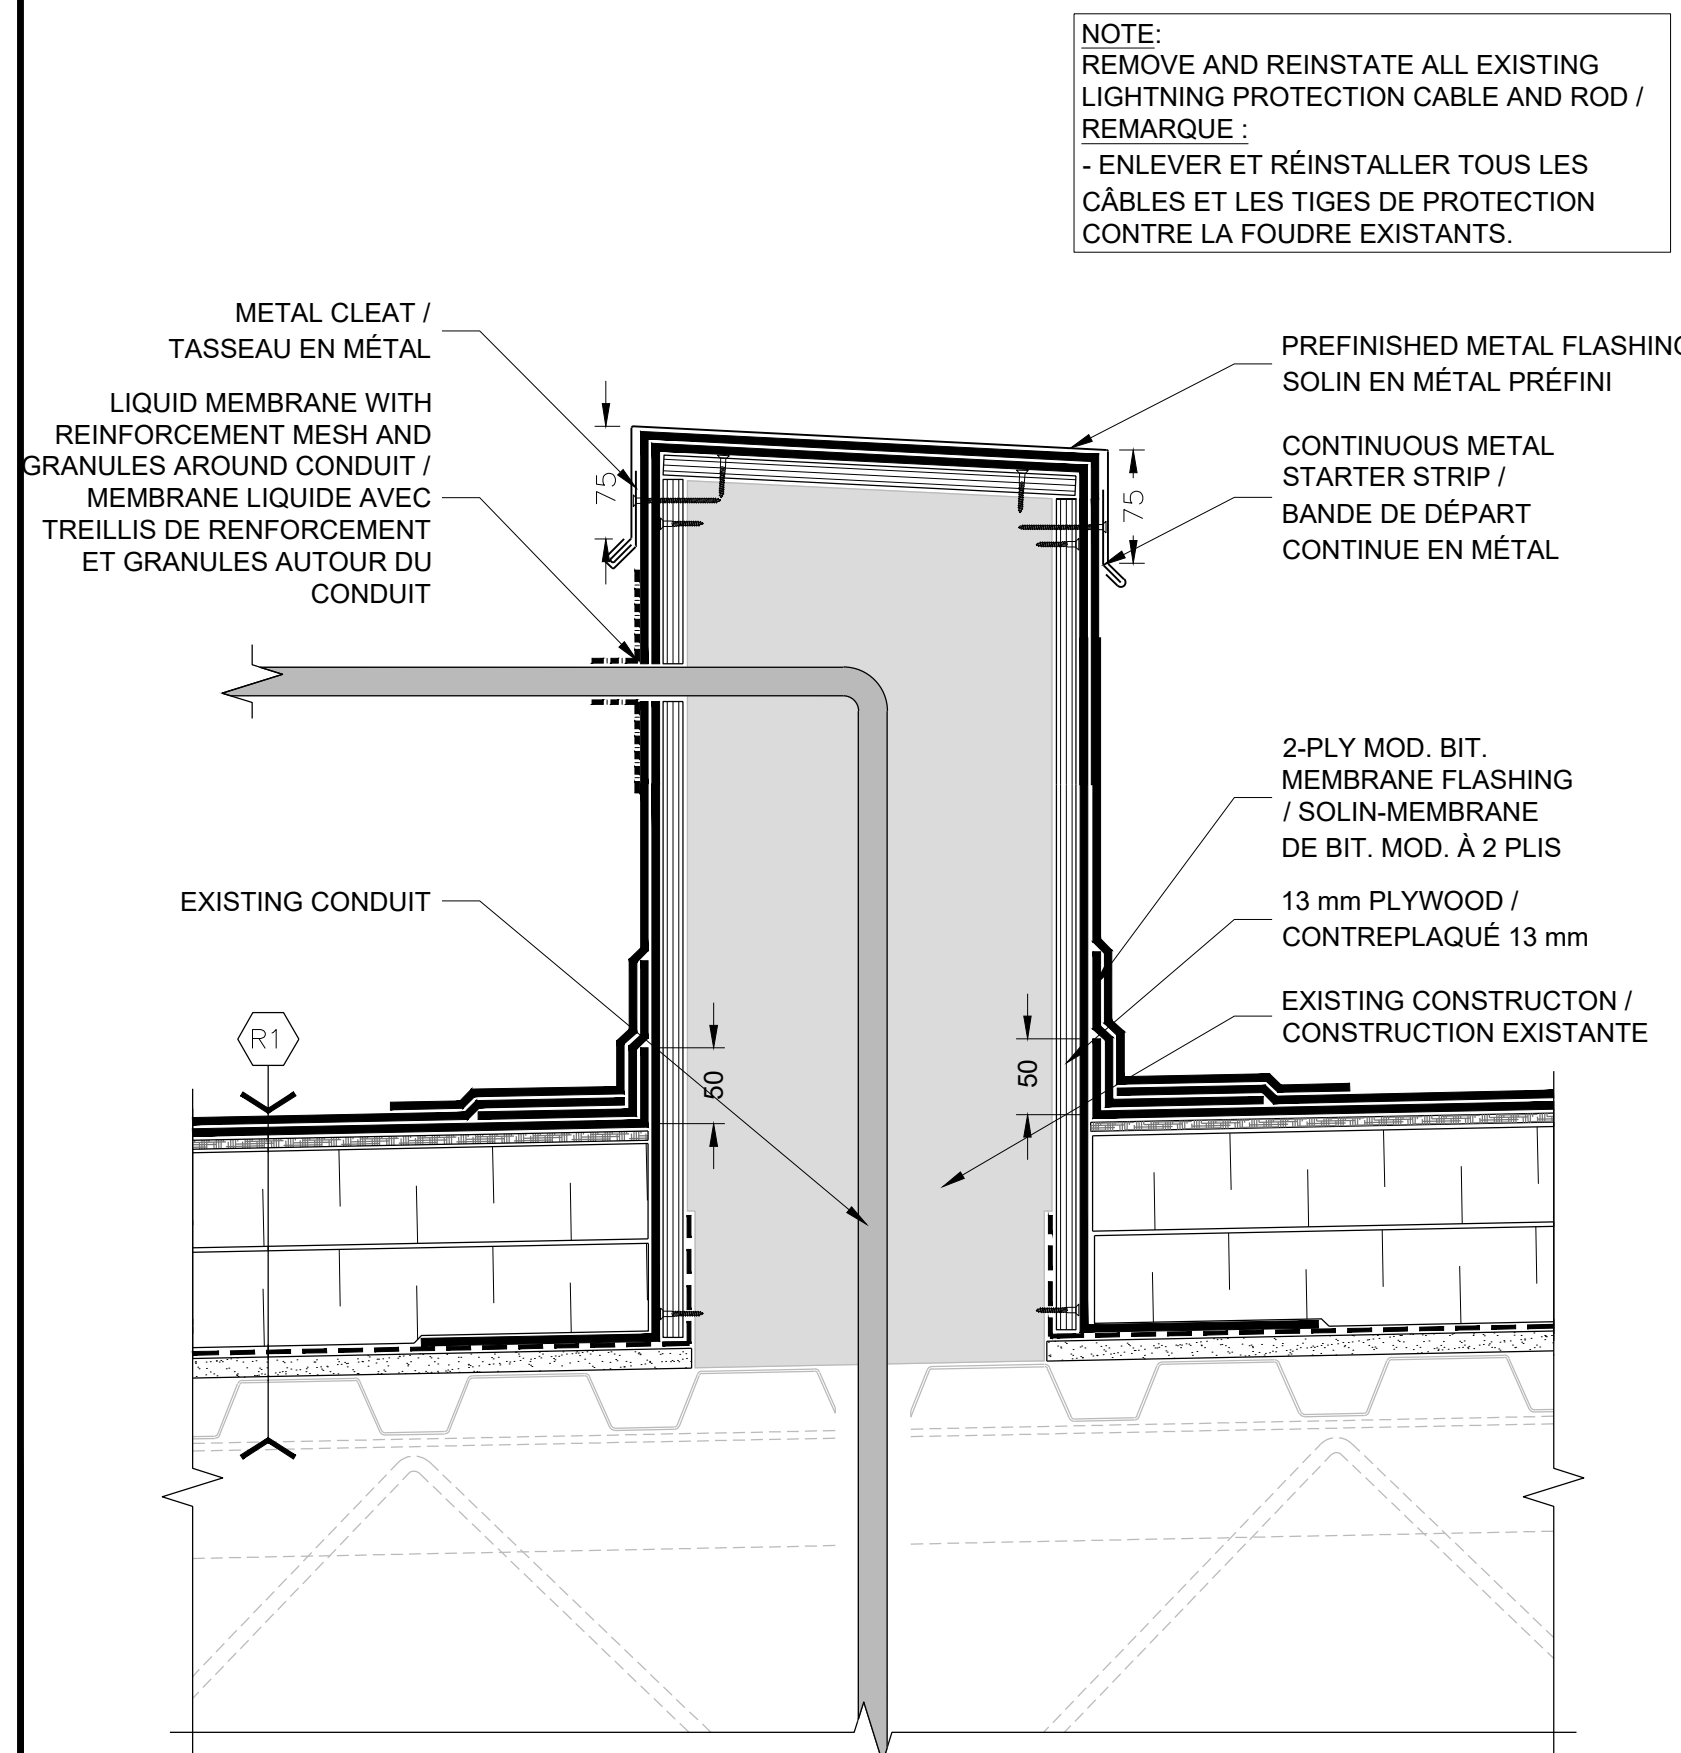 NOTE:
REMOVE AND REINSTATE ALL EXISTING
LIGHTNING PROTECTION CABLE AND ROD /
REMARQUE :
- ENLEVER ET RÉINSTALLER TOUS LES
CÂBLES ET LES TIGES DE PROTECTION
CONTRE LA FOUDRE EXISTANTS.
METAL CLEAT /
TASSEAU EN MÉTAL
LIQUID MEMBRANE WITH
REINFORCEMENT MESH AND
GRANULES AROUND CONDUIT /
MEMBRANE LIQUIDE AVEC
TREILLIS DE RENFORCEMENT
ET GRANULES AUTOUR DU
CONDUIT
EXISTING CONDUIT
R1
75
75
50
50
PREFINISHED METAL FLASHING
SOLIN EN MÉTAL PRÉFINI
CONTINUOUS METAL
STARTER STRIP /
BANDE DE DÉPART
CONTINUE EN MÉTAL
2-PLY MOD. BIT.
MEMBRANE FLASHING
/ SOLIN-MEMBRANE
DE BIT. MOD. À 2 PLIS
13 mm PLYWOOD /
CONTREPLAQUÉ 13 mm
EXISTING CONSTRUCTON /
CONSTRUCTION EXISTANTE